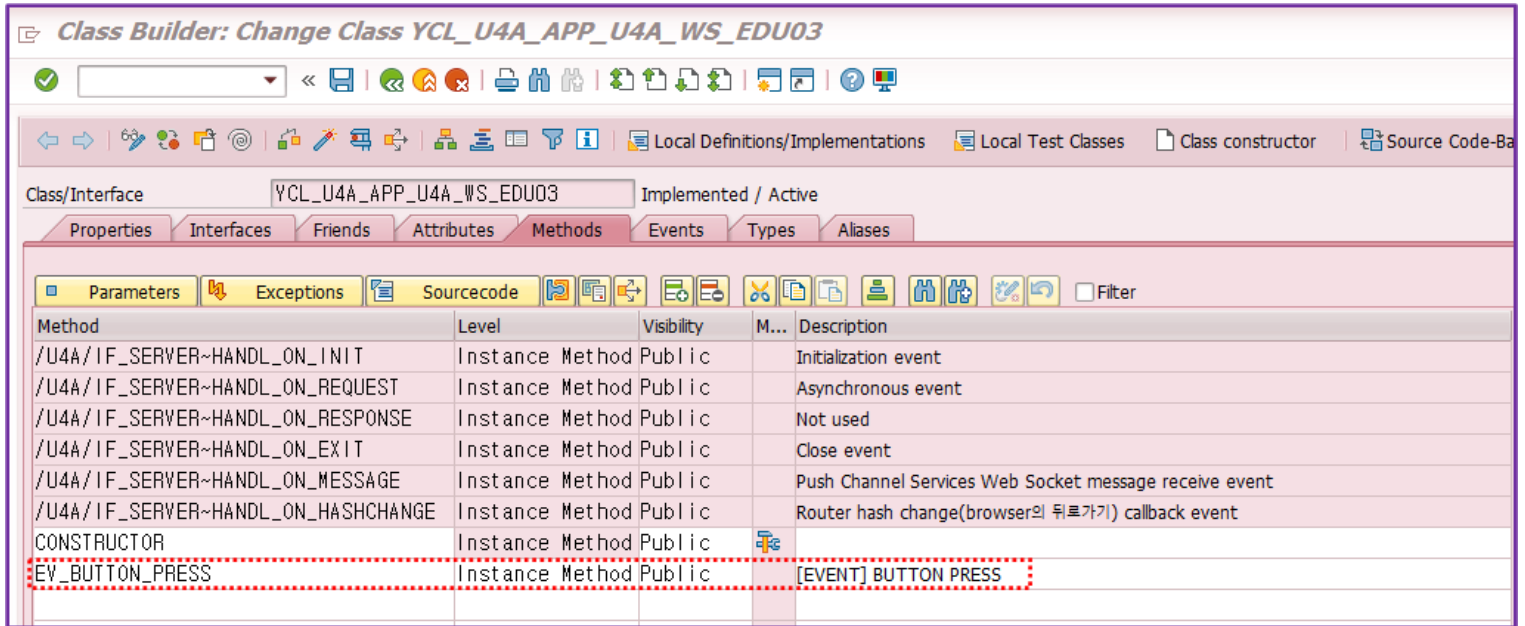 Class Builder: Change Class YCL_U4A_APP_U4A_WS_EDU03
Local Definitions/Implementations Local Test Classes Class constructor Source Code-Ba
Class/Interface YCL_U4A_APP_U4A_WS_EDU03 Implemented / Active
Properties Interfaces Friends Attributes Methods Events Types Aliases
Parameters Exceptions Sourcecode Filter
Method Level Visibility M... Description
/U4A/IF_SERVER~HANDL_ON_INIT Instance Method Public Initialization event
/U4A/IF_SERVER~HANDL_ON_REQUEST Instance Method Public Asynchronous event
/U4A/IF_SERVER~HANDL_ON_RESPONSE Instance Method Public Not used
/U4A/IF_SERVER~HANDL_ON_EXIT Instance Method Public Close event
/U4A/IF_SERVER~HANDL_ON_MESSAGE Instance Method Public Push Channel Services Web Socket message receive event
/U4A/IF_SERVER~HANDL_ON_HASHCHANGE Instance Method Public Router hash change(browser의 뒤로가기) callback event
CONSTRUCTOR Instance Method Public
EV_BUTTON_PRESS Instance Method Public [EVENT] BUTTON PRESS